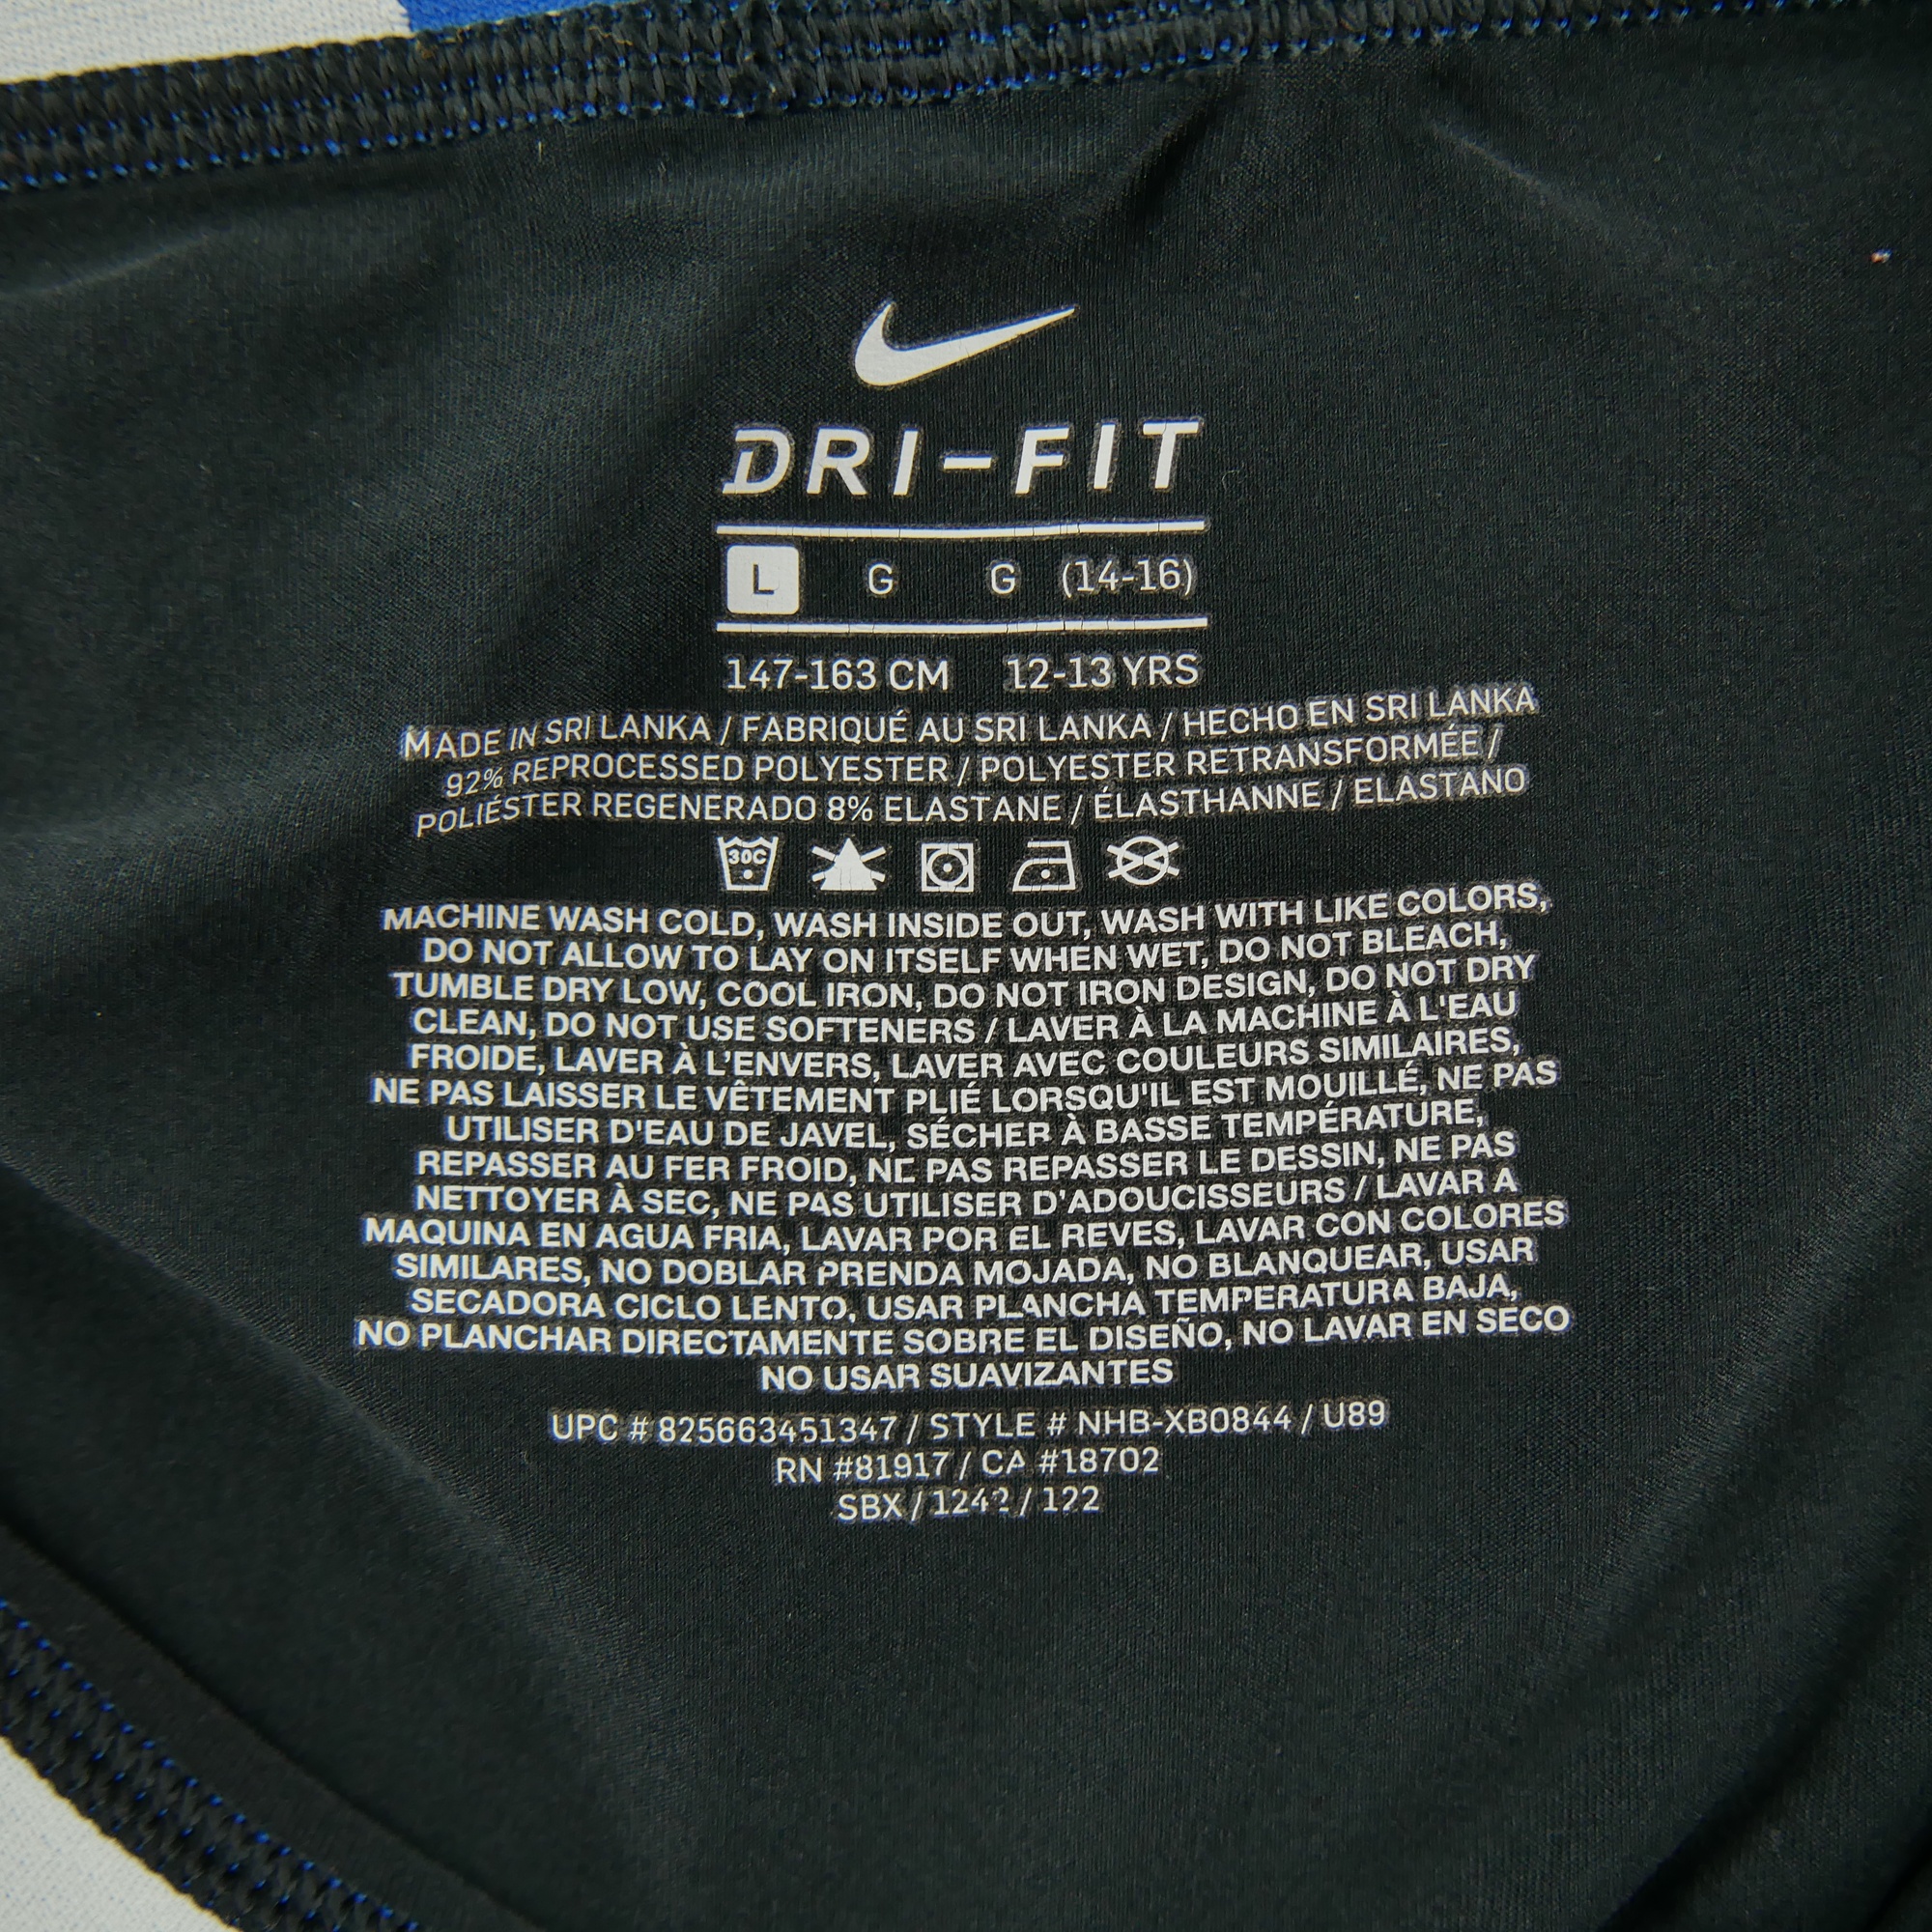 DRI-FIT
L G G (14-16)
147-163 CM 12-13 YRS
MADE IN SRI LANKA / FABRIQUÉ AU SRI LANKA / HECHO EN SRI LANKA
92% REPROCESSED POLYESTER / POLYESTER RETRANSFORMÉE /
POLIÉSTER REGENERADO 8% ELASTANE / ÉLASTHANNE / ELASTANO
30C
MACHINE WASH COLD, WASH INSIDE OUT, WASH WITH LIKE COLORS,
DO NOT ALLOW TO LAY ON ITSELF WHEN WET, DO NOT BLEACH,
TUMBLE DRY LOW, COOL IRON, DO NOT IRON DESIGN, DO NOT DRY
CLEAN, DO NOT USE SOFTENERS / LAVER À LA MACHINE À L'EAU
FROIDE, LAVER À L'ENVERS, LAVER AVEC COULEURS SIMILAIRES,
NE PAS LAISSER LE VÊTEMENT PLIÉ LORSQU'IL EST MOUILLÉ, NE PAS
UTILISER D'EAU DE JAVEL, SÉCHER À BASSE TEMPÉRATURE,
REPASSER AU FER FROID, NE PAS REPASSER LE DESSIN, NE PAS
NETTOYER À SEC, NE PAS UTILISER D'ADOUCISSEURS / LAVAR A
MAQUINA EN AGUA FRIA, LAVAR POR EL REVES, LAVAR CON COLORES
SIMILARES, NO DOBLAR PRENDA MOJADA, NO BLANQUEAR, USAR
SECADORA CICLO LENTO, USAR PLANCHA TEMPERATURA BAJA,
NO PLANCHAR DIRECTAMENTE SOBRE EL DISEÑO, NO LAVAR EN SECO
NO USAR SUAVIZANTES
UPC # 825663451347 / STYLE # NHB-XB0844 / U89
RN #81917 / CA #18702
SBX / / 122